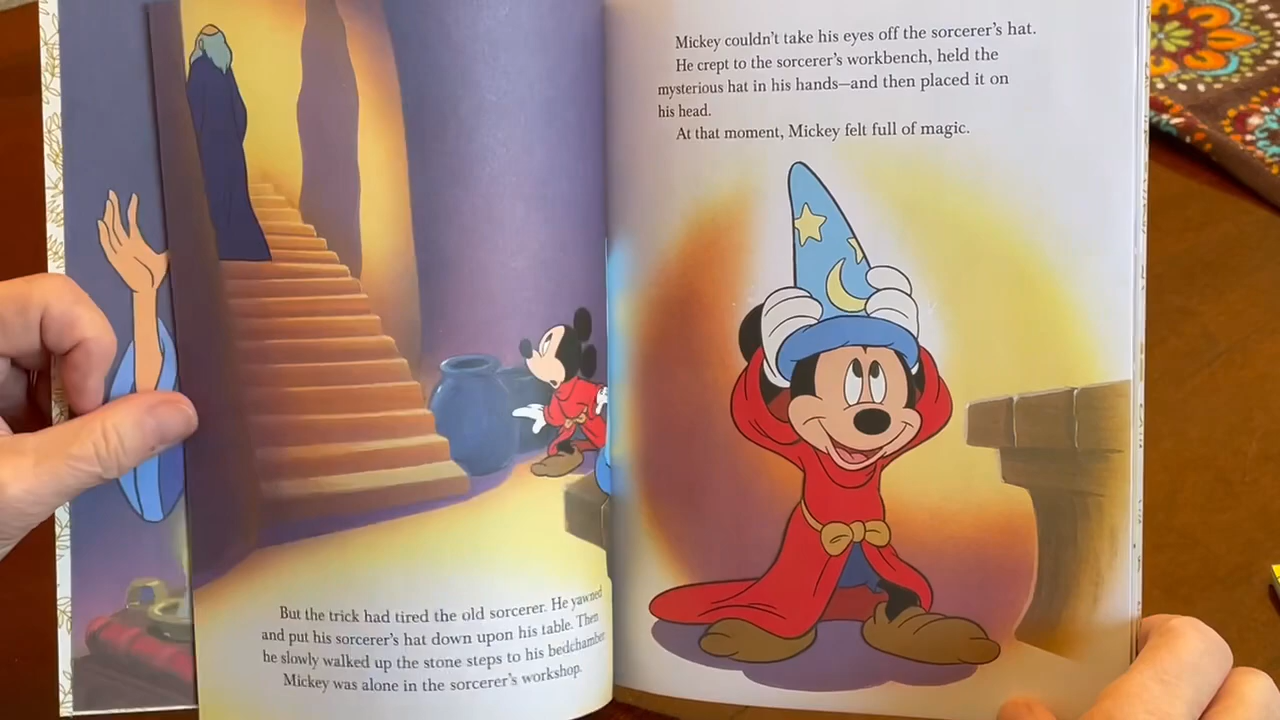 But the trick had tired the old sorcerer. He yawned
and put his sorcerer's hat down upon his table. Then
he slowly walked up the stone steps to his bedchamber.
Mickey was alone in the sorcerer's workshop.
Mickey couldn't take his eyes off the sorcerer's hat.
He crept to the sorcerer's workbench, held the
mysterious hat in his hands—and then placed it on
his head.
At that moment, Mickey felt full of magic.